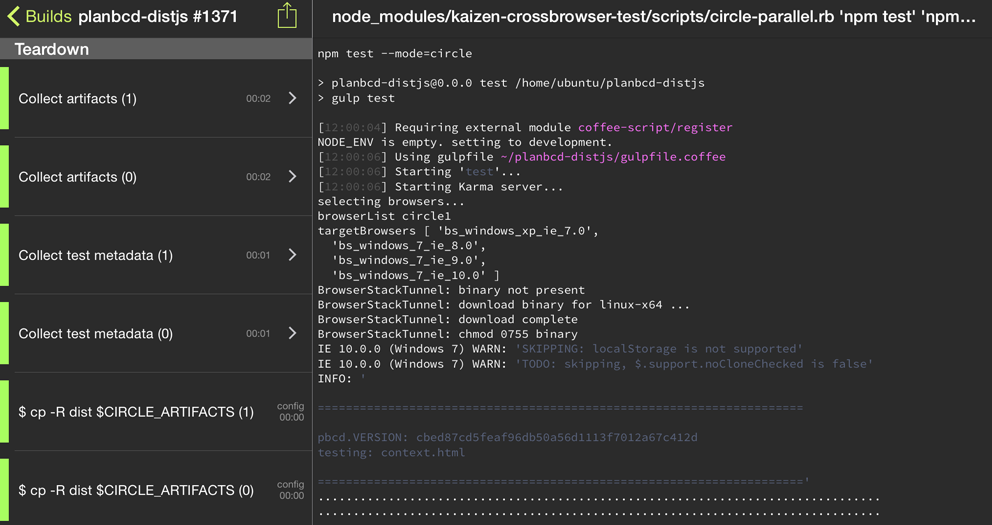 Builds planbcd-distjs #1371
Teardown
Collect artifacts (1) 00:02
Collect artifacts (0) 00:02
Collect test metadata (1) 00:01
Collect test metadata (0) 00:01
$ cp -R dist $CIRCLE_ARTIFACTS (1) config 00:00
$ cp -R dist $CIRCLE_ARTIFACTS (0) config 00:00
node_modules/kaizen-crossbrowser-test/scripts/circle-parallel.rb 'npm test' 'npm…
npm test --mode=circle
> planbcd-distjs@0.0.0 test /home/ubuntu/planbcd-distjs
> gulp test
[12:00:04] Requiring external module coffee-script/register
NODE_ENV is empty. setting to development.
[12:00:06] Using gulpfile ~/planbcd-distjs/gulpfile.coffee
[12:00:06] Starting 'test'...
[12:00:06] Starting Karma server...
selecting browsers...
browserList circle1
targetBrowsers [ 'bs_windows_xp_ie_7.0',
'bs_windows_7_ie_8.0',
'bs_windows_7_ie_9.0',
'bs_windows_7_ie_10.0' ]
BrowserStackTunnel: binary not present
BrowserStackTunnel: download binary for linux-x64 ...
BrowserStackTunnel: download complete
BrowserStackTunnel: chmod 0755 binary
IE 10.0.0 (Windows 7) WARN: 'SKIPPING: localStorage is not supported'
IE 10.0.0 (Windows 7) WARN: 'TODO: skipping, $.support.noCloneChecked is false'
INFO: '
=====================================================================
pbcd.VERSION: cbed87cd5feaf96db50a56d1113f7012a67c412d
testing: context.html
====================================================================='
................................................................................
................................................................................